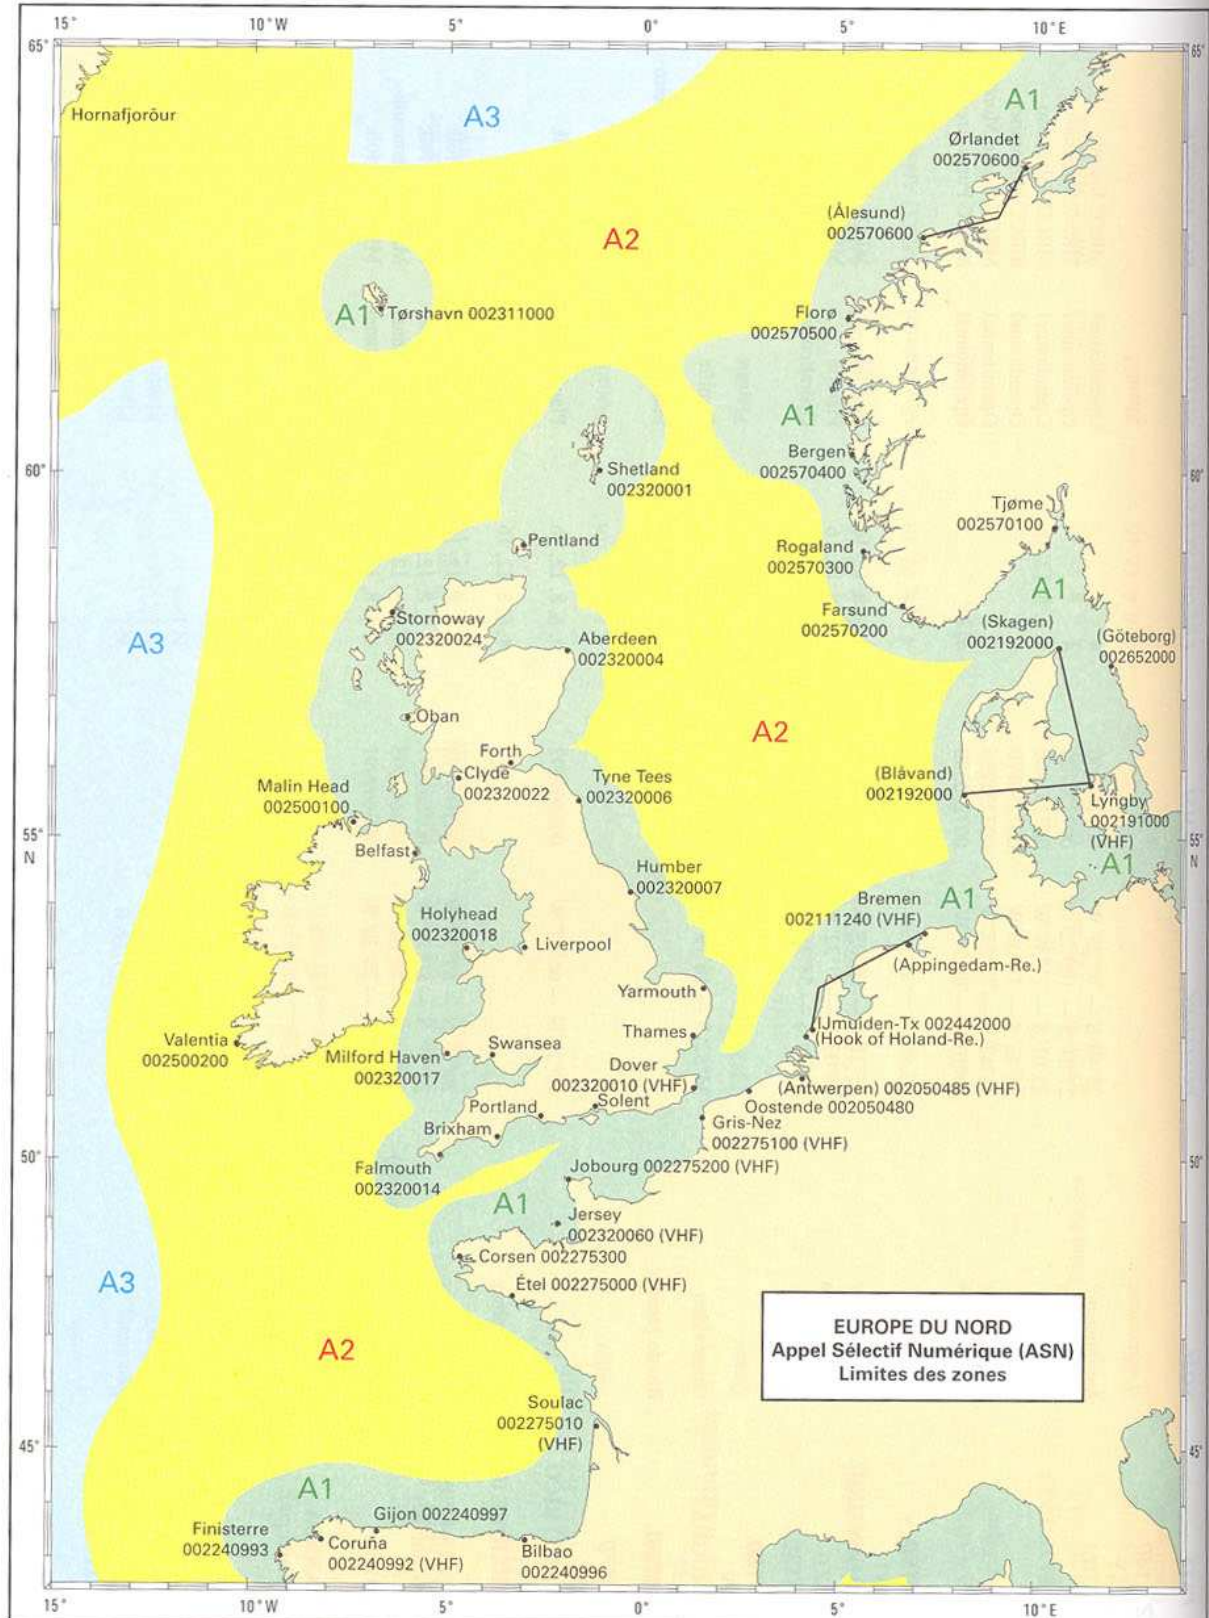 15°
10°W
5°
0°
5°
10°E
65°
65°
Hornafjorður
A3
A1
Ørlandet
002570600
(Ålesund)
002570600
A2
A1
Tørshavn 002311000
Florø
002570500
A1
Bergen
002570400
Shetland
002320001
60°
60°
Tjøme
002570100
Pentland
Rogaland
002570300
A1
Farsund
002570200
(Skagen)
002192000
(Göteborg)
002652000
Stornoway
002320024
A3
Aberdeen
002320004
Oban
A2
Forth
Clyde
002320022
Tyne Tees
002320006
(Blåvand)
002192000
Malin Head
002500100
Lyngby
002191000
(VHF)
55°
N
N
Belfast
A1
Humber
002320007
Bremen
002111240 (VHF)
A1
Holyhead
002320018
Liverpool
(Appingedam-Re.)
Yarmouth
Valentia
002500200
Thames
IJmuiden-Tx 002442000
(Hook of Holand-Re.)
Milford Haven
002320017
Swansea
Dover
002320010 (VHF)
(Antwerpen) 002050485 (VHF)
Oostende 002050480
Solent
Portland
Brixham
Gris-Nez
002275100 (VHF)
50°
50°
Falmouth
002320014
Jobourg 002275200 (VHF)
A1
Jersey
002320060 (VHF)
Corsen 002275300
A3
Étel 002275000 (VHF)
EUROPE DU NORD
Appel Sélectif Numérique (ASN)
Limites des zones
A2
Soulac
002275010
(VHF)
45°
45°
A1
Gijon 002240997
Finisterre
002240993
Coruña
002240992 (VHF)
Bilbao
002240996
15°
10°W
5°
0°
5°
10°E